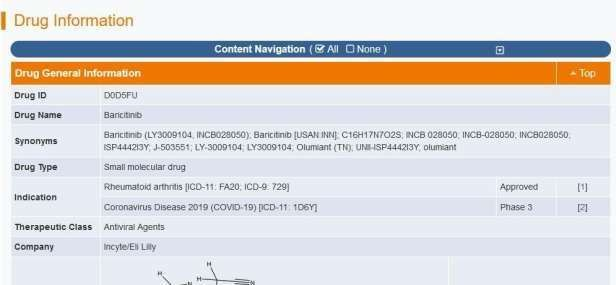 Drug Information
Content Navigation ( All None )
Drug General Information Top
Drug ID D0D5FU
Drug Name Baricitinib
Synonyms Baricitinib (LY3009104, INCB028050); Baricitinib [USAN:INN]; C16H17N7O2S; INCB 028050; INCB-028050; INCB028050;
ISP4442I3Y; J-503551; LY-3009104; LY3009104; Olumiant (TN); UNII-ISP4442I3Y; olumiant
Drug Type Small molecular drug
Indication
Rheumatoid arthritis [ICD-11: FA20; ICD-9: 729] Approved [1]
Coronavirus Disease 2019 (COVID-19) [ICD-11: 1D6Y] Phase 3 [2]
Therapeutic Class Antiviral Agents
Company Incyte/Eli Lilly
H
H
H
N
N